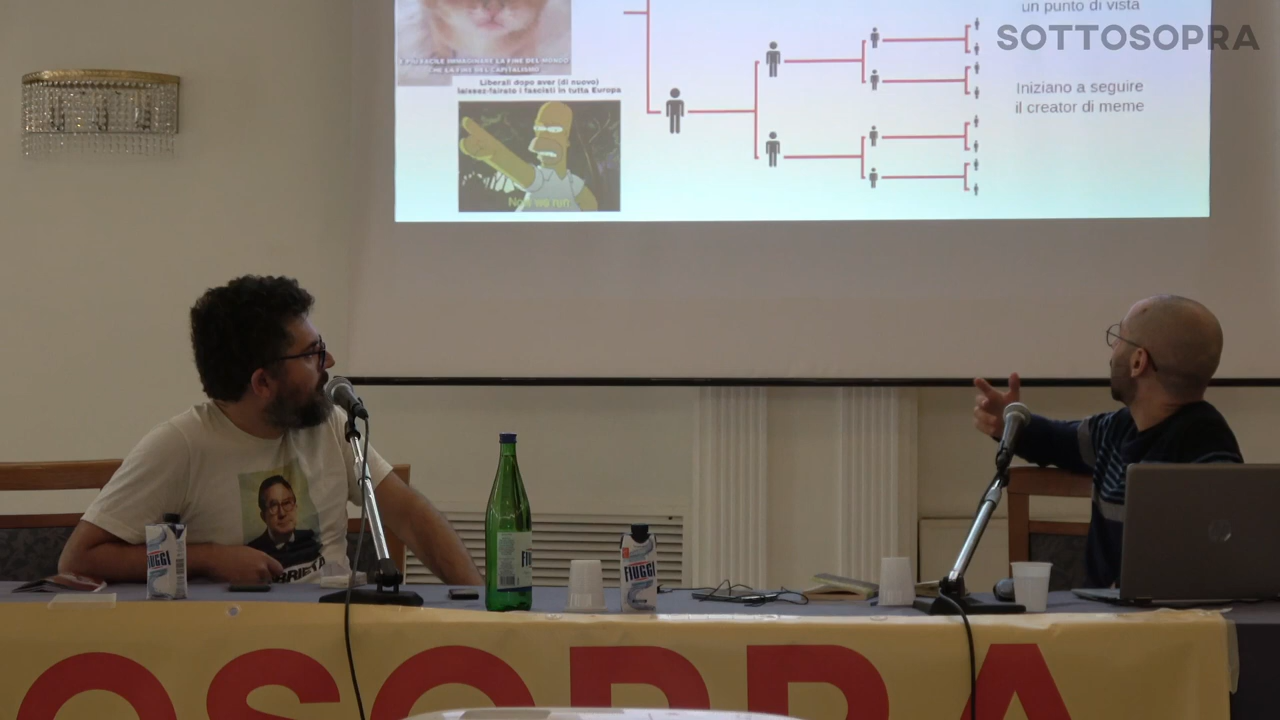 un punto di vista
SOTTOSOPRA
È PIÙ FACILE IMMAGINARE LA FINE DEL MONDO
CHE LA FINE DEL CAPITALISMO
Liberali dopo aver (di nuovo)
laissez-fairato i fascisti in tutta Europa
Iniziano a seguire
il creator di meme
Now we run
FIUGGI
FIUGGI
OSOPRA